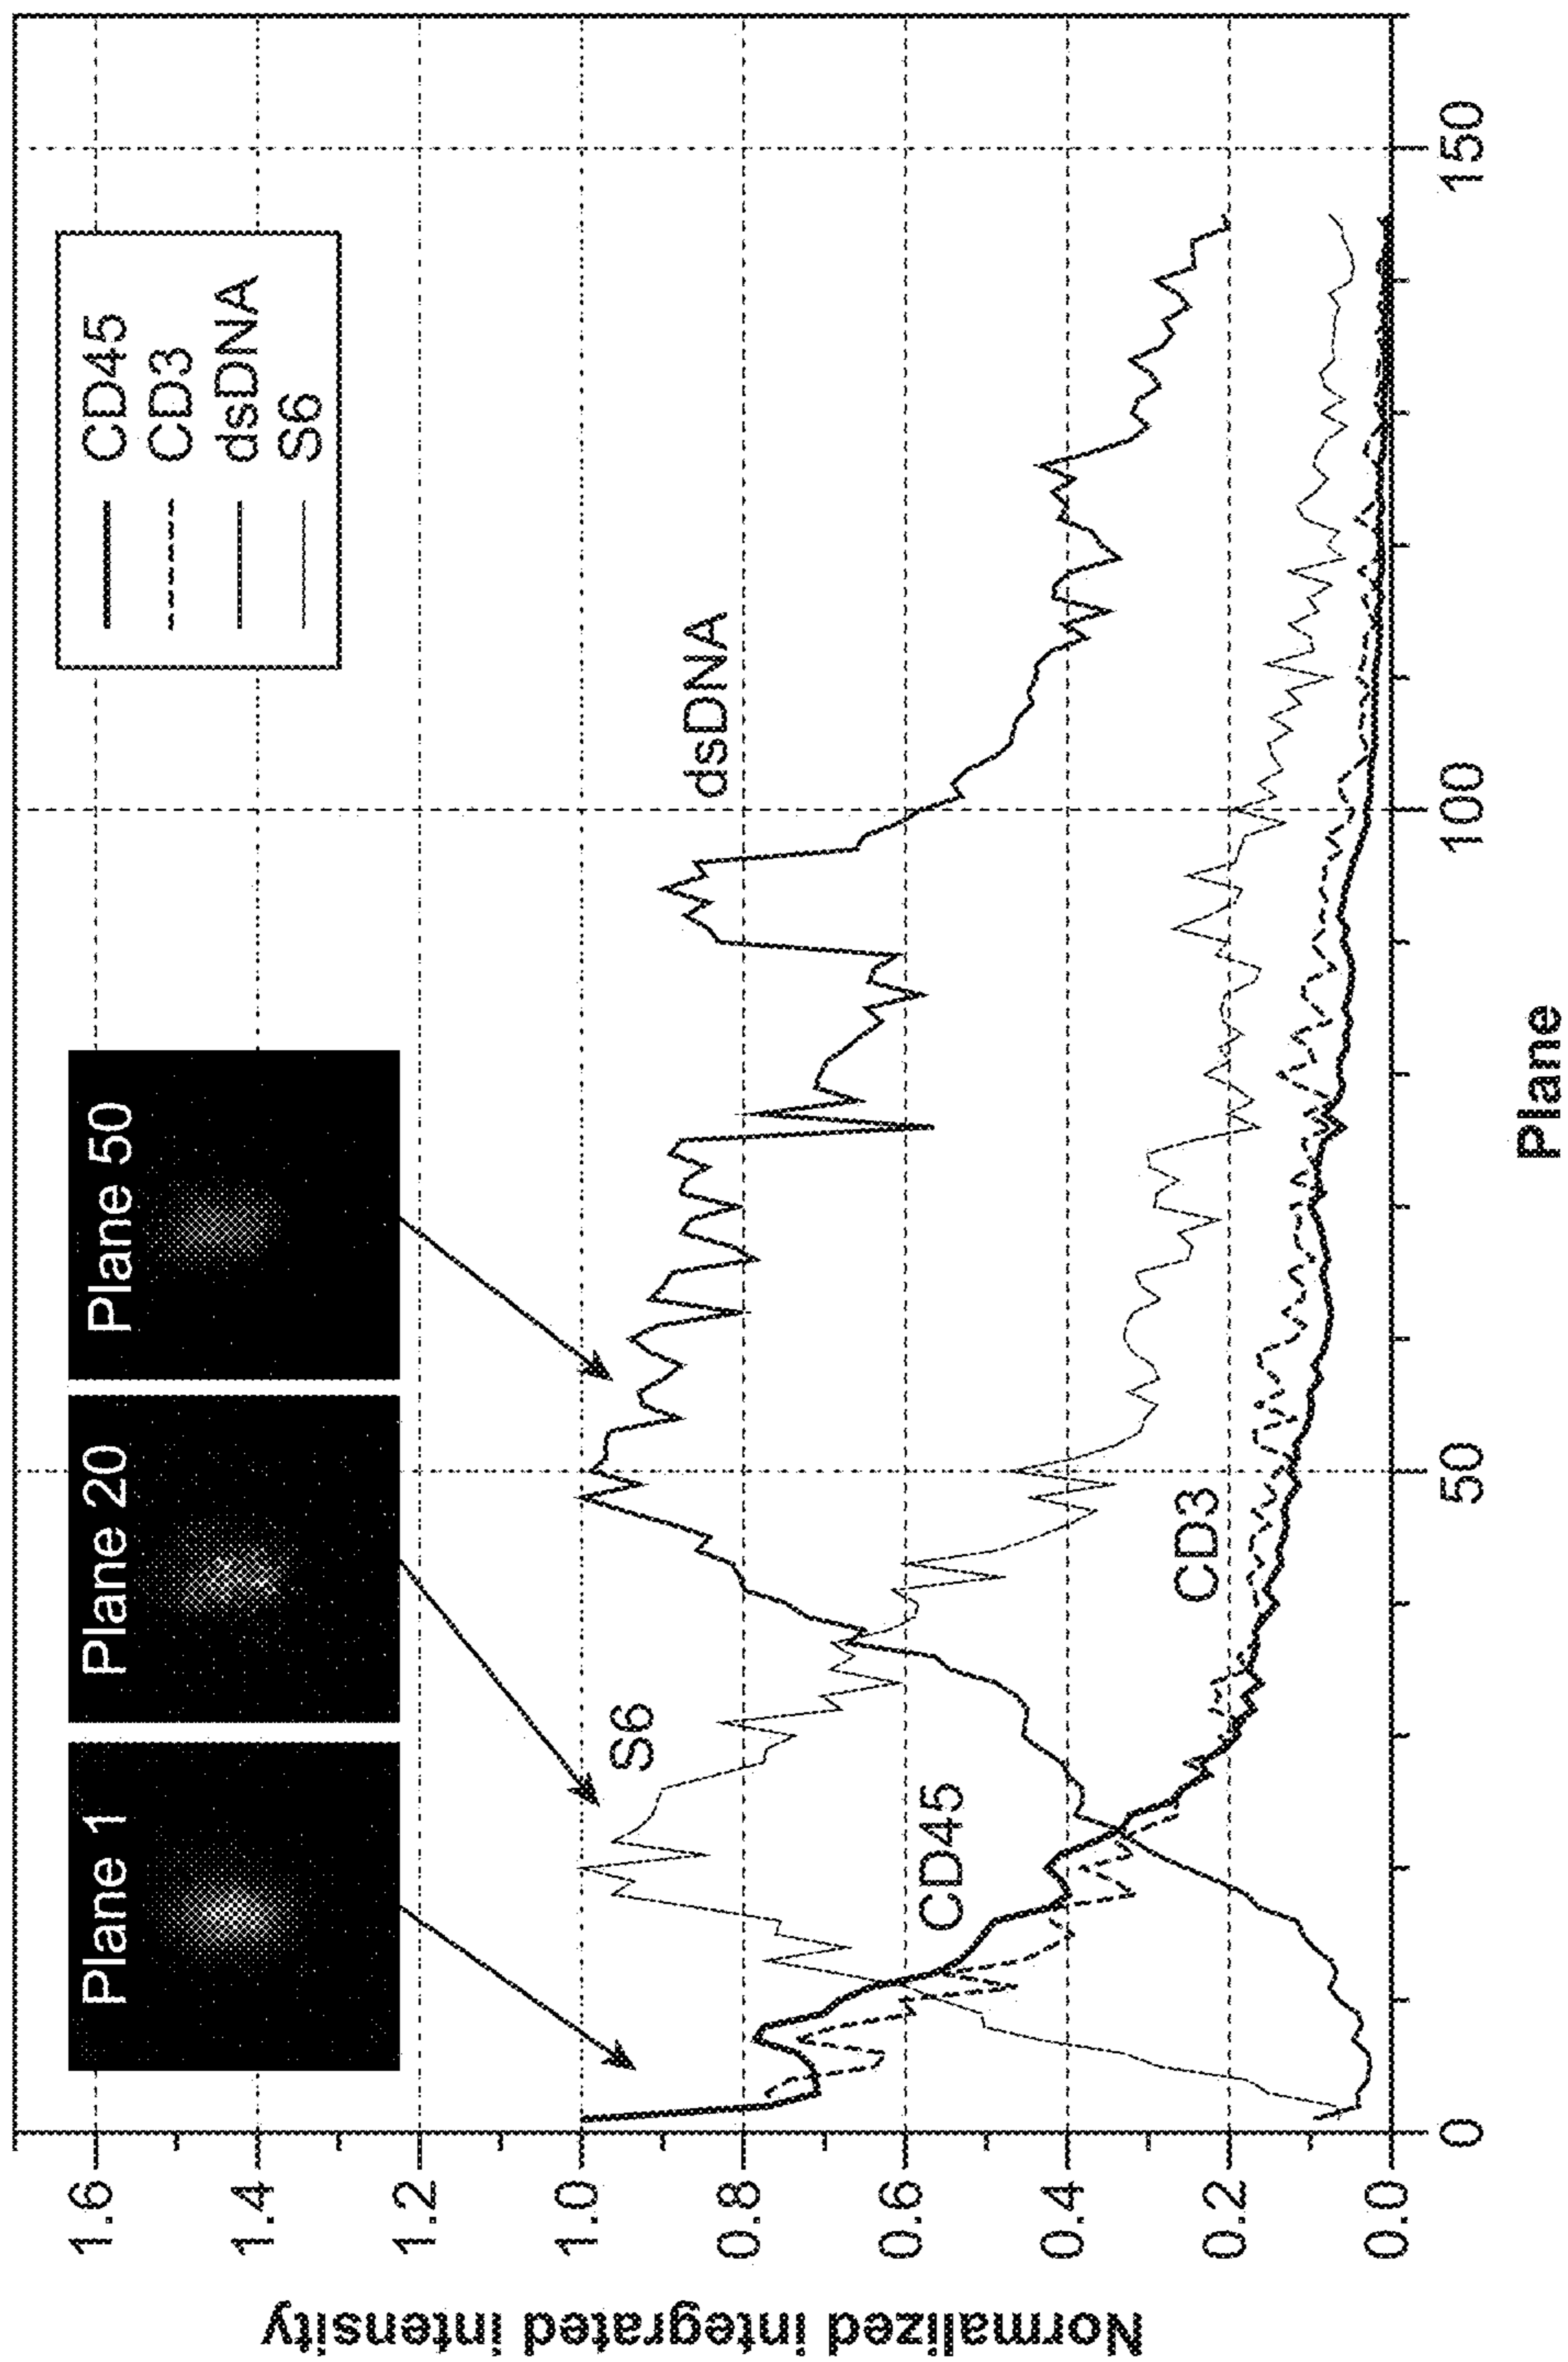 Plane 1
Plane 20
Plane 50
CD45
CD3
dsDNA
S6
S6
CD45
CD3
dsDNA
Normalized integrated intensity
1.6
1.4
1.2
1.0
0.8
0.6
0.4
0.2
0.0
0
50
100
150
Plane